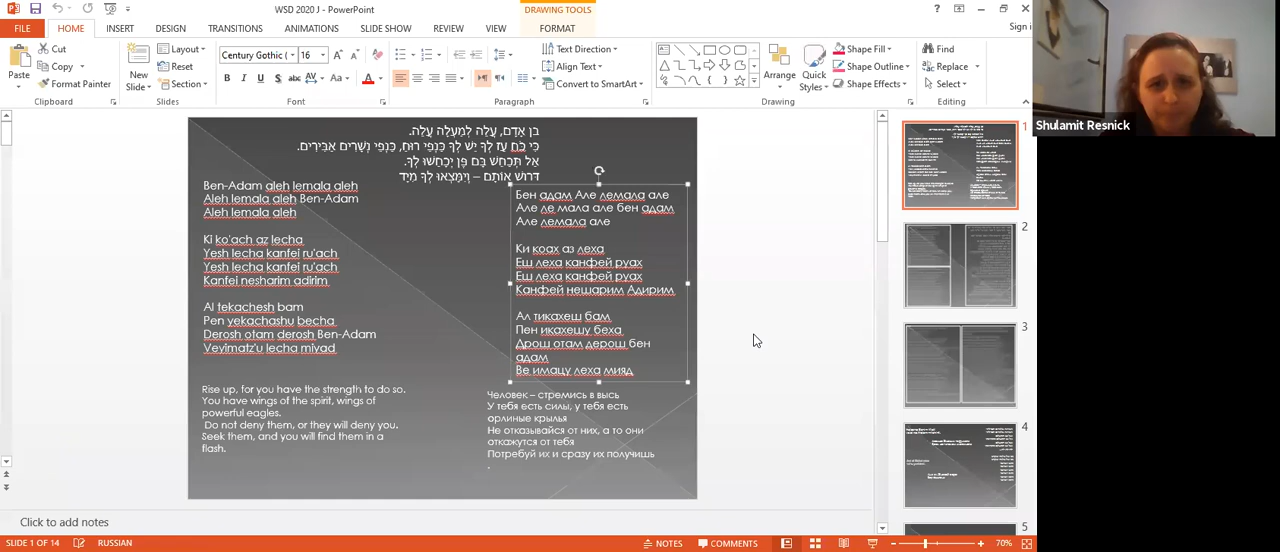 WSD 2020 J - PowerPoint
DRAWING TOOLS
Sign i
FILE
HOME
INSERT
DESIGN
TRANSITIONS
ANIMATIONS
SLIDE SHOW
REVIEW
VIEW
FORMAT
Paste
Cut
Copy
Format Painter
Clipboard
New Slide
Layout
Reset
Section
Slides
Century Gothic (
16
Font
Text Direction
Align Text
Convert to SmartArt
Paragraph
Arrange
Quick Styles
Shape Fill
Shape Outline
Shape Effects
Drawing
Find
Replace
Select
Editing
Shulamit Resnick
בֶּן אָדָם, עֲלֵה לְמַעְלָה עֲלֵה.
כִּי כֹּחַ עַז לְךָ יֵשׁ לְךָ כַּנְפֵי רוּחַ, כַּנְפֵי נְשָׁרִים אַבִּירִים.
אַל תְּכַחֵשׁ בָּם פֶּן יְכַחֲשׁוּ לְךָ.
דְּרוֹשׁ אוֹתָם – וְיִמָּצְאוּ לְךָ מִיָּד
Ben-Adam aleh lemala aleh
Aleh lemala aleh Ben-Adam
Aleh lemala aleh
Ki ko'ach az lecha
Yesh lecha kanfei ru'ach
Yesh lecha kanfei ru'ach
Kanfei nesharim adirim
Al tekachesh bam
Pen yekachashu becha
Derosh otam derosh Ben-Adam
Veyimatz'u lecha miyad
Rise up, for you have the strength to do so.
You have wings of the spirit, wings of
powerful eagles.
Do not deny them, or they will deny you.
Seek them, and you will find them in a
flash.
Бен адам Але лемала але
Але ле мала але бен адам
Але лемала але
Ки коах аз леха
Еш леха канфей руах
Еш леха канфей руах
Канфей нешарим Адирим
Ал тикахеш бам
Пен икахешу беха
Дрош отам дерош бен
адам
Ве имацу леха мияд
Человек – стремись в высь
У тебя есть силы, у тебя есть
орлиные крылья
Не отказывайся от них, а то они
откажутся от тебя
Потребуй их и сразу их получишь
.
1
2
3
4
5
Click to add notes
SLIDE 1 OF 14
RUSSIAN
NOTES
COMMENTS
70%